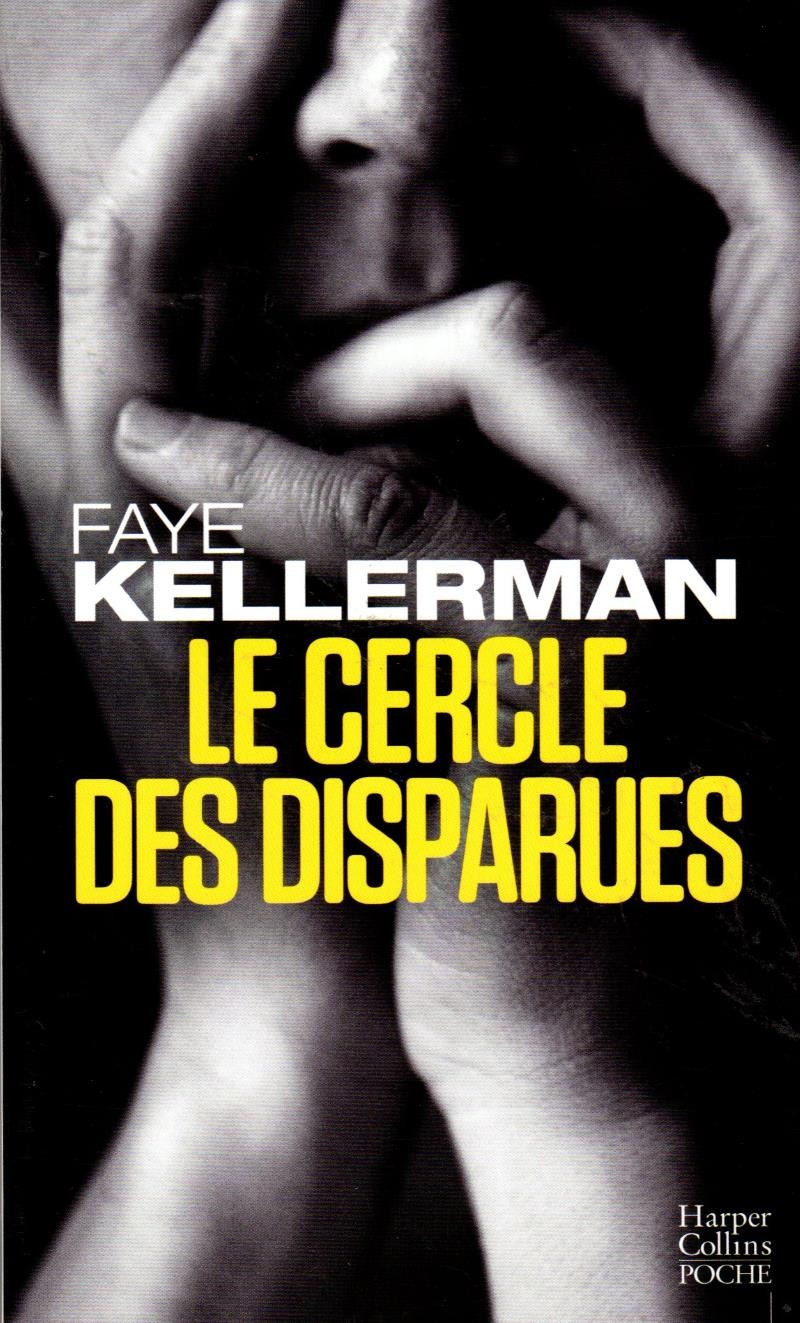 FAYE
KELLERMAN
LE CERCLE
DES DISPARUES
Harper
Collins
POCHE